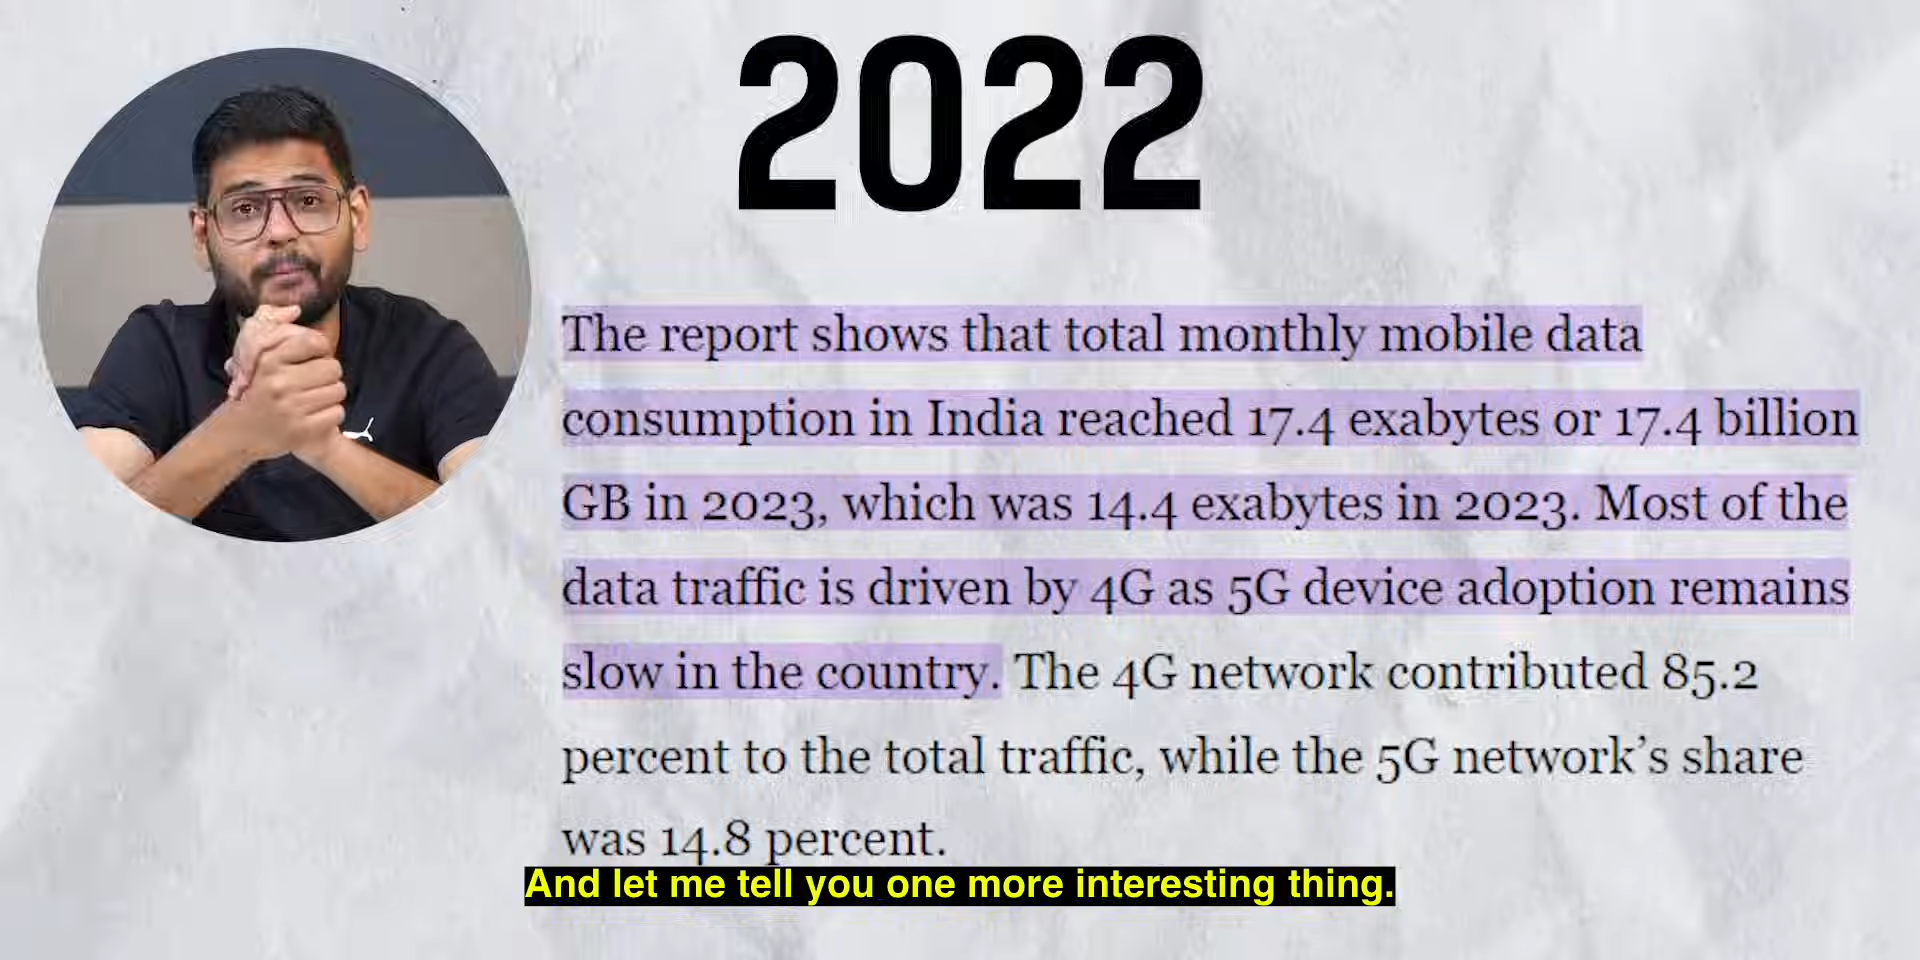 2022
The report shows that total monthly mobile data
consumption in India reached 17.4 exabytes or 17.4 billion
GB in 2023, which was 14.4 exabytes in 2023. Most of the
data traffic is driven by 4G as 5G device adoption remains
slow in the country. The 4G network contributed 85.2
percent to the total traffic, while the 5G network’s share
was 14.8 percent.
And let me tell you one more interesting thing.